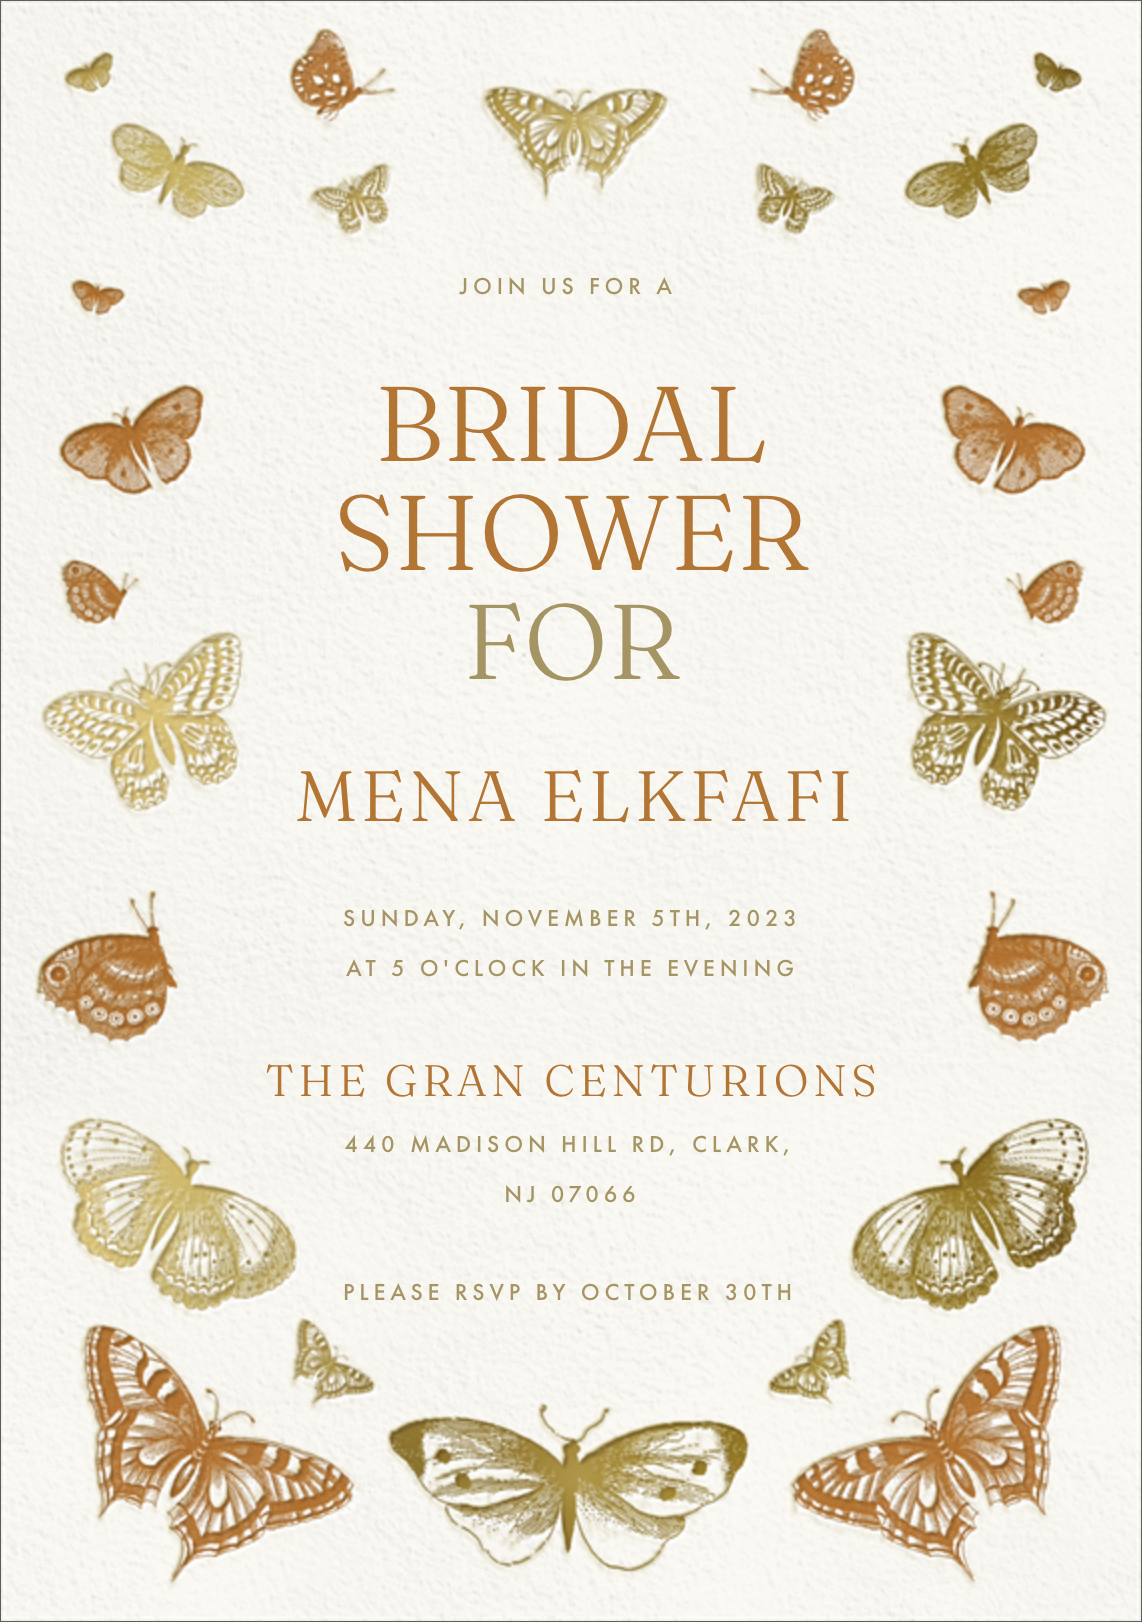 JOIN US FOR A
BRIDAL
SHOWER
FOR
MENA ELKFAFI
SUNDAY, NOVEMBER 5TH, 2023
AT 5 O'CLOCK IN THE EVENING
THE GRAN CENTURIONS
440 MADISON HILL RD, CLARK,
NJ 07066
PLEASE RSVP BY OCTOBER 30TH